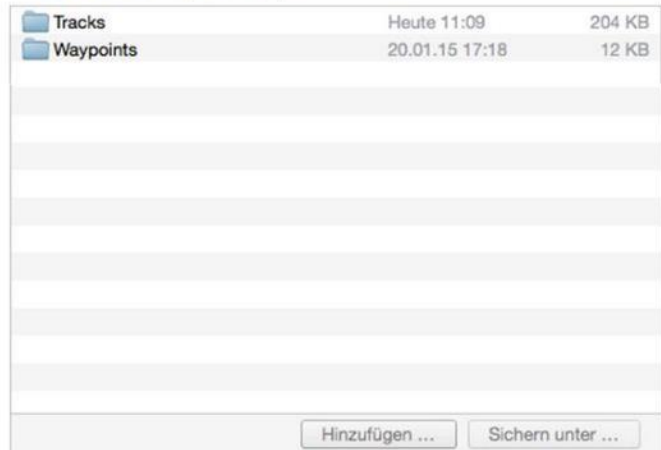 Tracks Heute 11:09 204 KB
Waypoints 20.01.15 17:18 12 KB
Hinzufügen ... Sichern unter ...